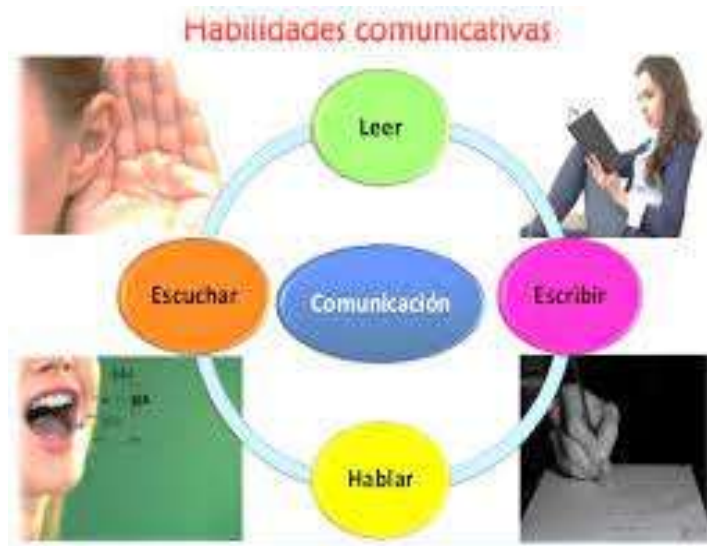 Habilidades comunicativas
Leer
Escuchar
Comunicación
Escribir
Hablar